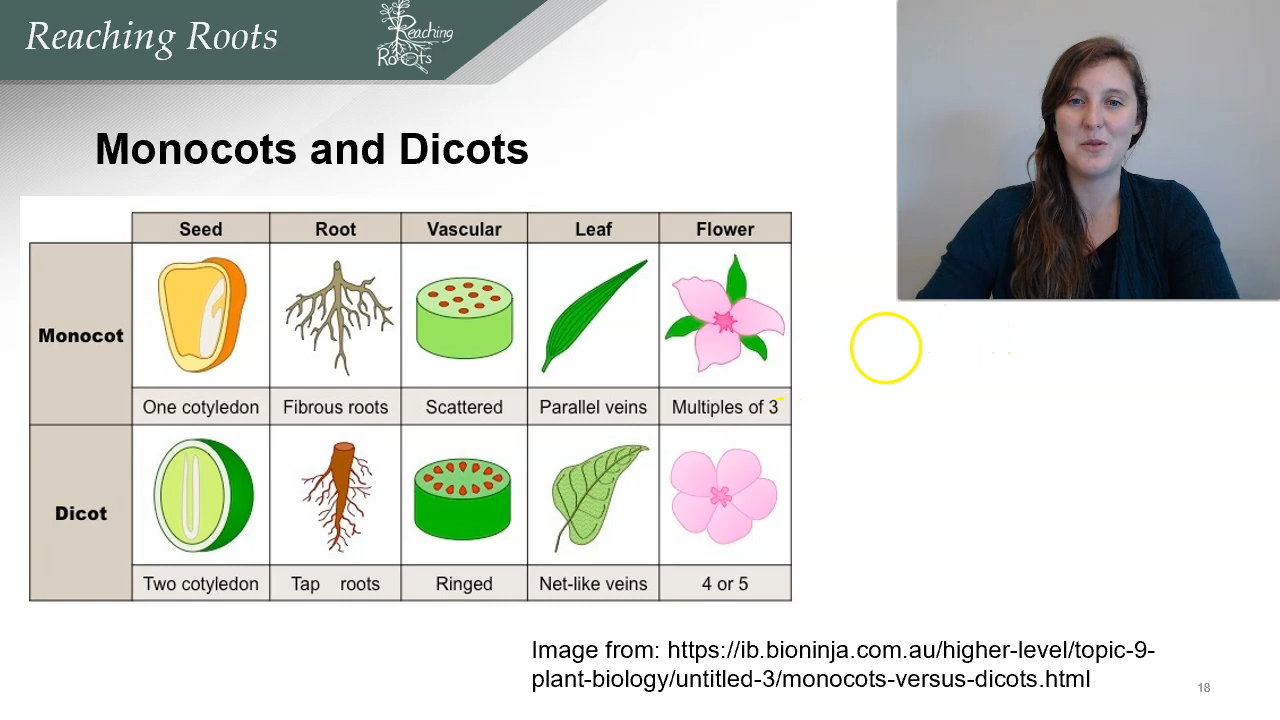 Reaching Roots
Reaching
Roots
Monocots and Dicots
Seed Root Vascular Leaf Flower
Monocot
One cotyledon Fibrous roots Scattered Parallel veins Multiples of 3
Dicot
Two cotyledon Tap roots Ringed Net-like veins 4 or 5
Image from: https://ib.bioninja.com.au/higher-level/topic-9-
plant-biology/untitled-3/monocots-versus-dicots.html
18